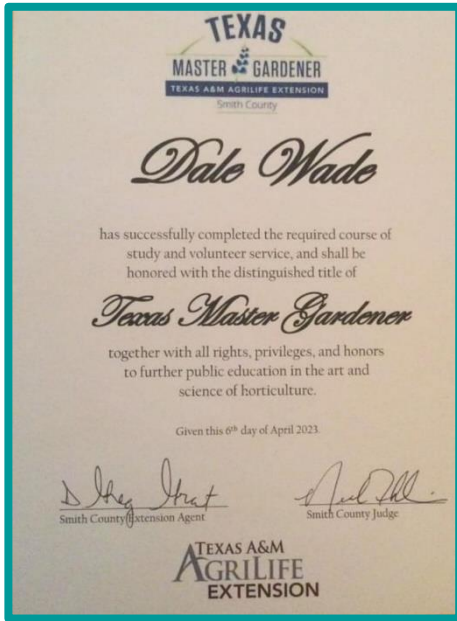 TEXAS
MASTER GARDENER
TEXAS A&M AGRILIFE EXTENSION
Smith County
Dale Wade
has successfully completed the required course of
study and volunteer service, and shall be
honored with the distinguished title of
Texas Master Gardener
together with all rights, privileges, and honors
to further public education in the art and
science of horticulture.
Given this 6th day of April 2023.
Smith County Extension Agent
Smith County Judge
TEXAS A&M
AGRILIFE
EXTENSION